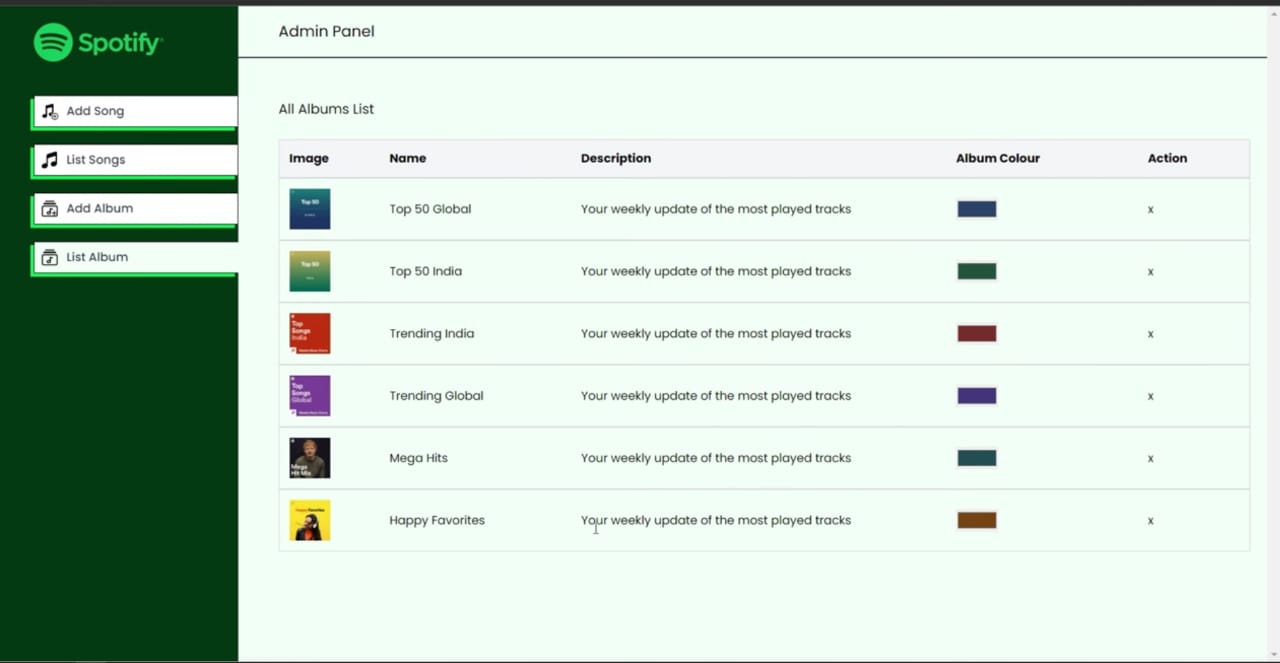 Spotify
Admin Panel
Add Song
List Songs
Add Album
List Album
All Albums List
Image Name Description Album Colour Action
Top 50
Top 50 Global Your weekly update of the most played tracks x
Top 50
Top 50 India Your weekly update of the most played tracks x
Top
Songs
India
Trending India Your weekly update of the most played tracks x
Top
Songs
Global
Trending Global Your weekly update of the most played tracks x
Mega
Hit Mix
Mega Hits Your weekly update of the most played tracks x
Happy Favorites
Happy Favorites Your weekly update of the most played tracks x